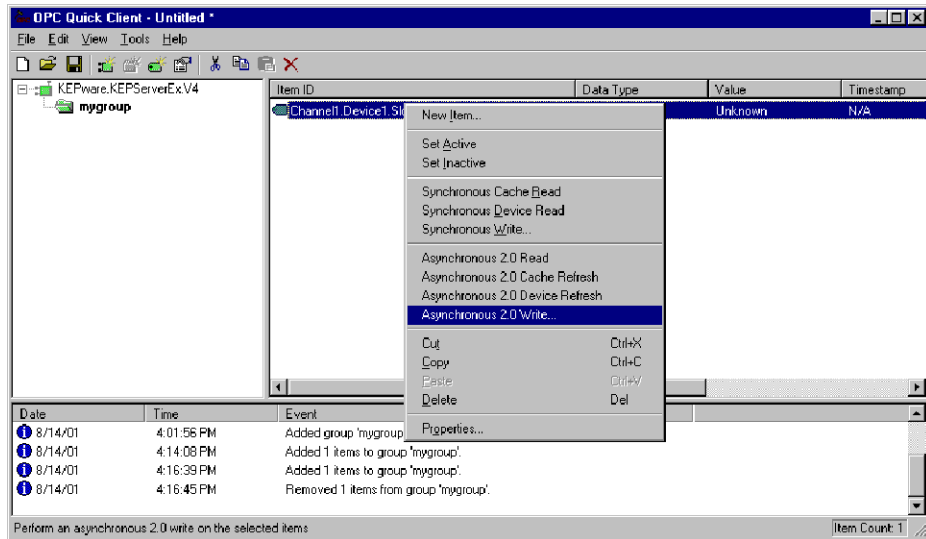 OPC Quick Client - Untitled *
File Edit View Tools Help
KEPware.KEPServerEx.V4
mygroup
Item ID Data Type Value Timestamp
Channel1.Device1. Unknown N/A
New Item...
Set Active
Set Inactive
Synchronous Cache Read
Synchronous Device Read
Synchronous Write...
Asynchronous 2.0 Read
Asynchronous 2.0 Cache Refresh
Asynchronous 2.0 Device Refresh
Asynchronous 2.0 Write...
Cut Ctrl+X
Copy Ctrl+C
Paste Ctrl+V
Delete Del
Properties...
Date Time Event
8/14/01 4:01:56 PM Added group 'mygroup
8/14/01 4:14:08 PM Added 1 items to group 'mygroup'.
8/14/01 4:16:39 PM Added 1 items to group 'mygroup'.
8/14/01 4:16:45 PM Removed 1 items from group 'mygroup'.
Perform an asynchronous 2.0 write on the selected items Item Count: 1